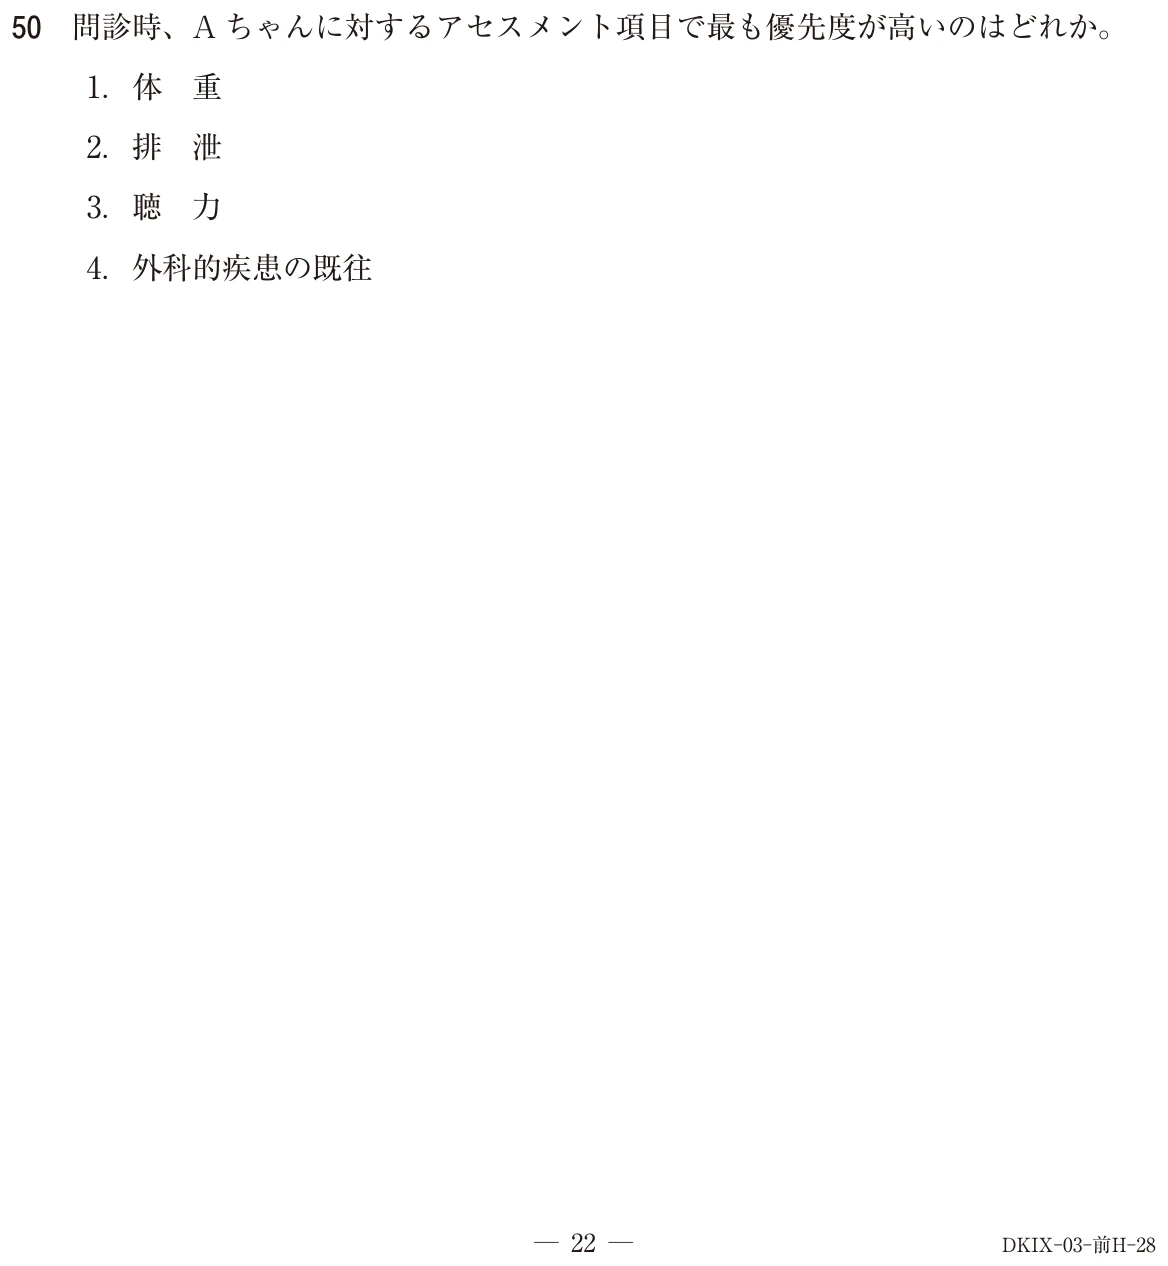 50 問診時、A ちゃんに対するアセスメント項目で最も優先度が高いのはどれか。
1. 体 重
2. 排 泄
3. 聴 力
4. 外科的疾患の既往
— 22 —
DKIX-03-前H-28